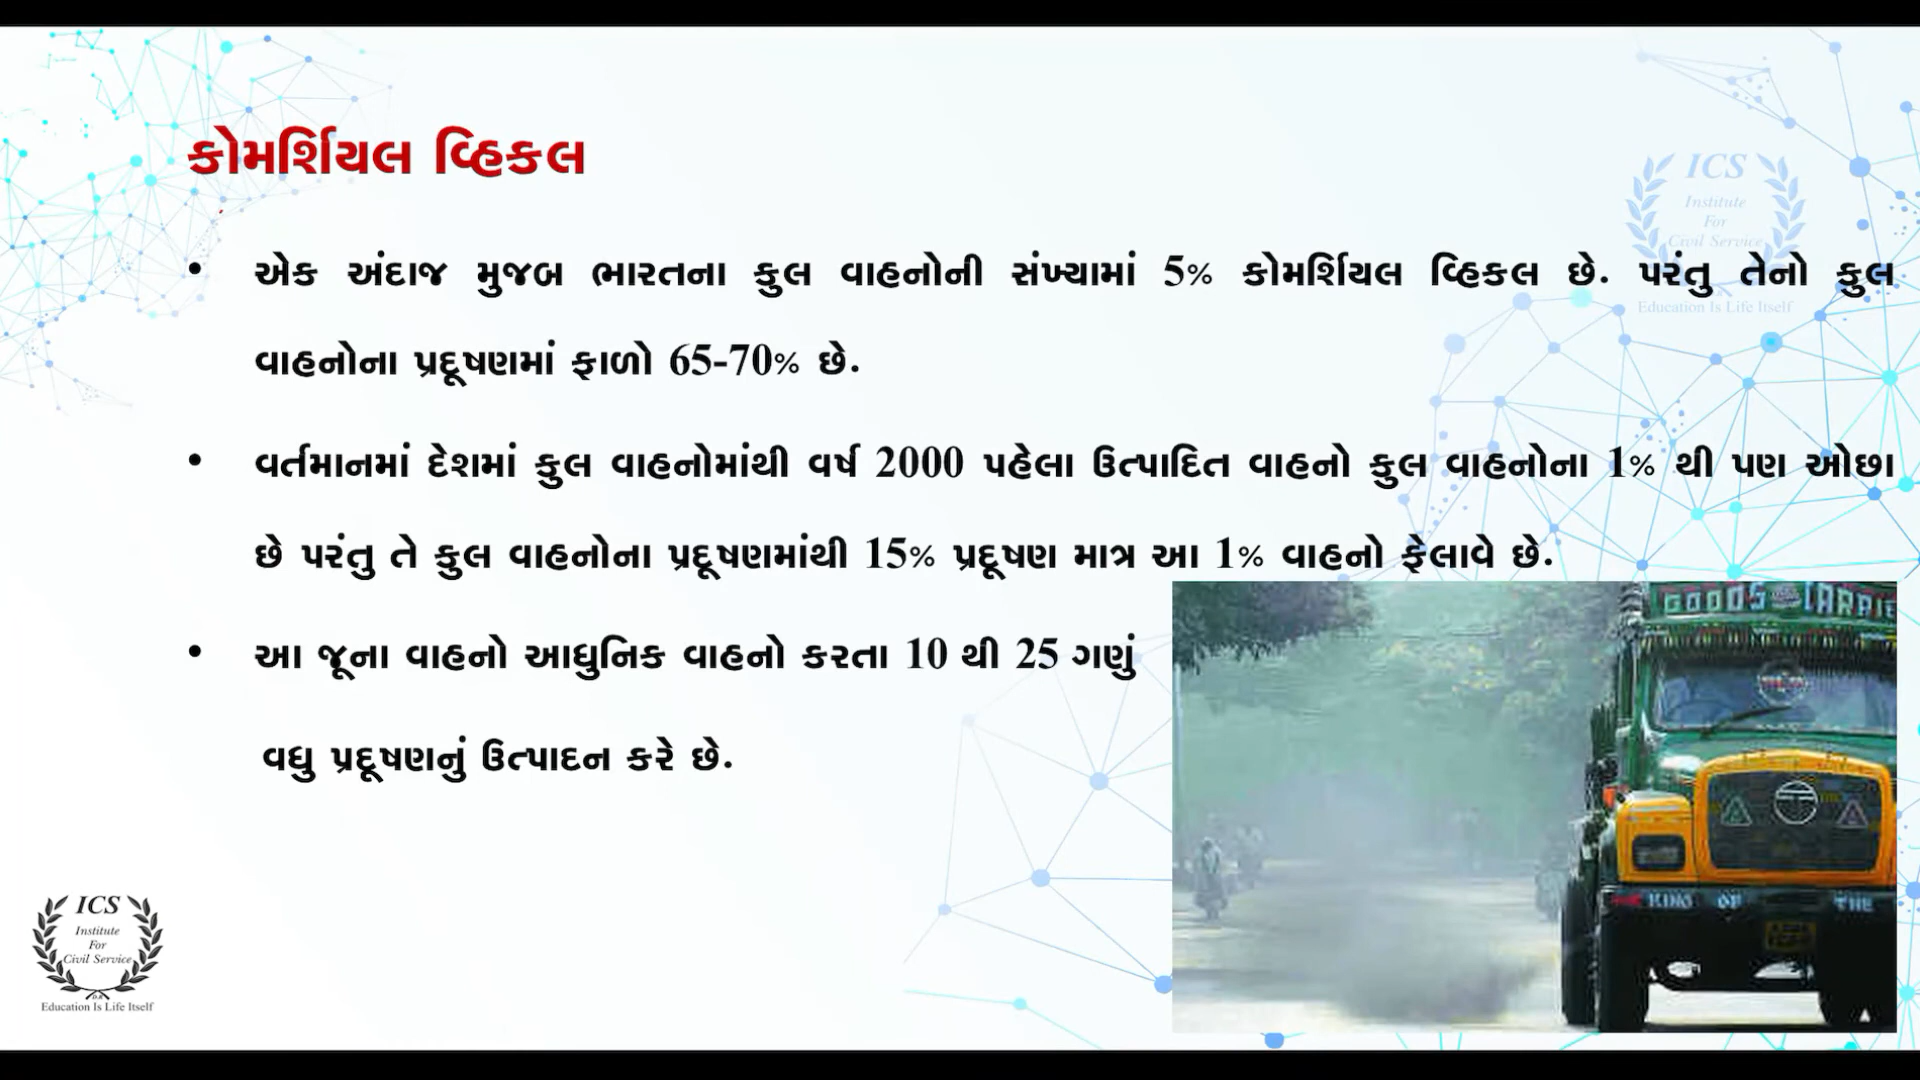 કોમર્શિયલ વ્હિકલ
ICS
Institute
For
Civil Service
Education Is Life Itself
• એક અંદાજ મુજબ ભારતના કુલ વાહનોની સંખ્યામાં 5% કોમર્શિયલ વ્હિકલ છે. પરંતુ તેનો કુલ
વાહનોના પ્રદૂષણમાં ફાળો 65-70% છે.
• વર્તમાનમાં દેશમાં કુલ વાહનોમાંથી વર્ષ 2000 પહેલા ઉત્પાદિત વાહનો કુલ વાહનોના 1% થી પણ ઓછા
છે પરંતુ તે કુલ વાહનોના પ્રદૂષણમાંથી 15% પ્રદૂષણ માત્ર આ 1% વાહનો ફેલાવે છે.
• આ જૂના વાહનો આધુનિક વાહનો કરતા 10 થી 25 ગણું
વધુ પ્રદૂષણનું ઉત્પાદન કરે છે.
GOODS CARRIE
KING OF THE
ICS
Institute
For
Civil Service
Education Is Life Itself